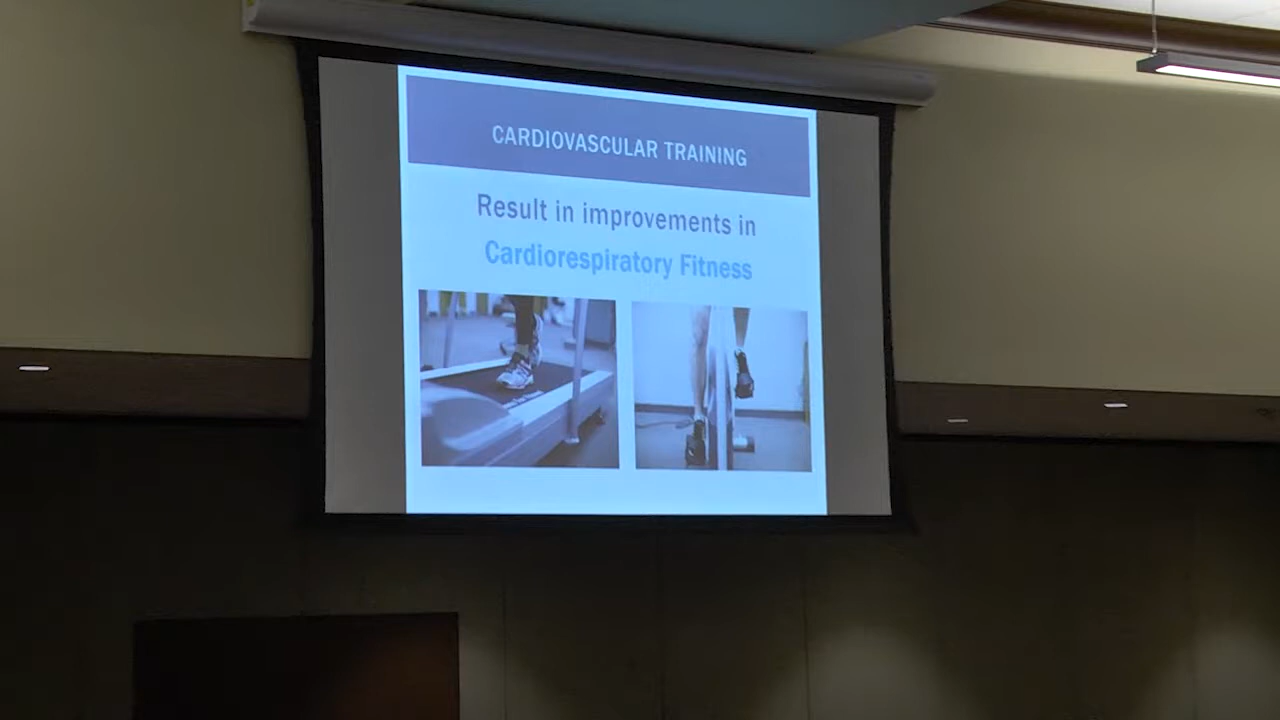 CARDIOVASCULAR TRAINING
Result in improvements in
Cardiorespiratory Fitness